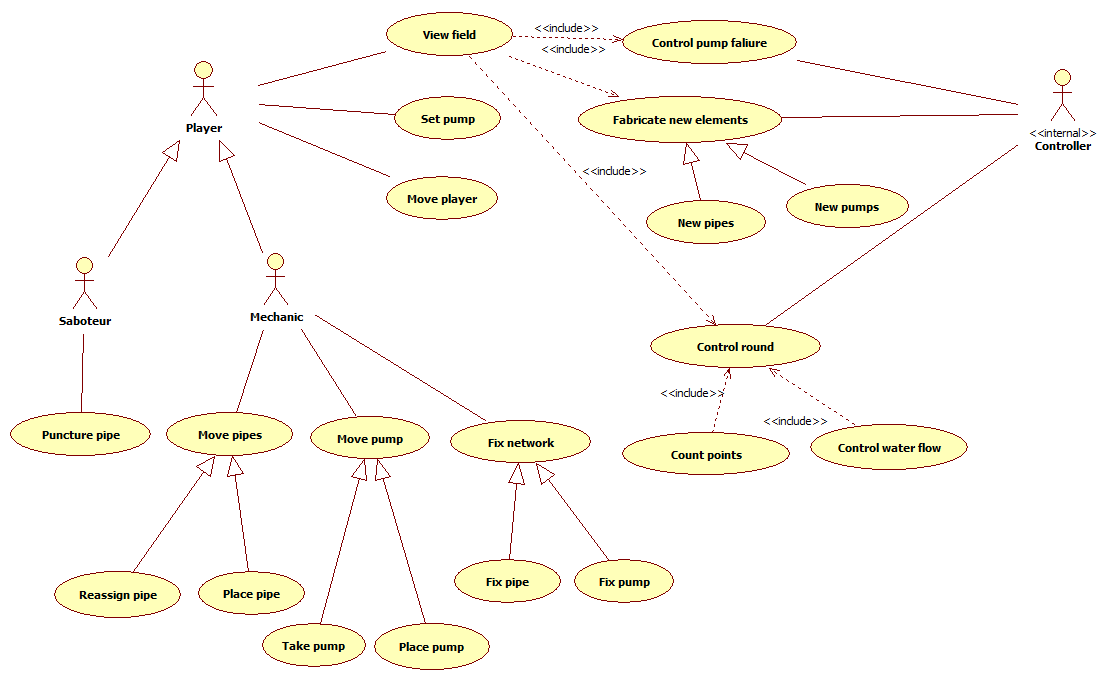 View field
<<include>>
Control pump faliure
<<include>>
Player
Set pump
Fabricate new elements
<<internal>>
Controller
<<include>>
Move player
New pipes
New pumps
Saboteur
Mechanic
Control round
<<include>>
<<include>>
Puncture pipe
Move pipes
Move pump
Fix network
Count points
Control water flow
Reassign pipe
Place pipe
Fix pipe
Fix pump
Take pump
Place pump